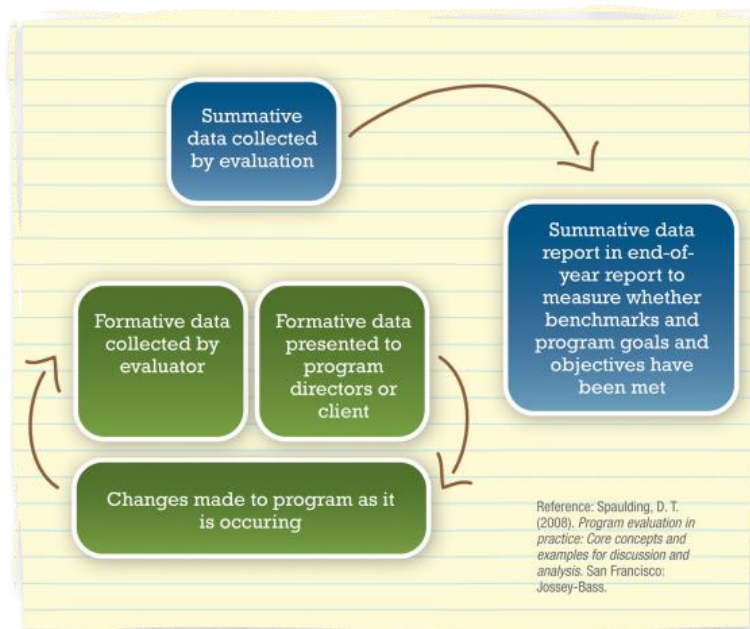 Summative
data collected
by evaluation
Summative data
report in end-of-
year report to
measure whether
benchmarks and
program goals and
objectives have
been met
Formative data
collected by
evaluator
Formative data
presented to
program
directors or
client
Changes made to program as it
is occuring
Reference: Spaulding, D. T.
(2008). Program evaluation in
practice: Core concepts and
examples for discussion and
analysis. San Francisco:
Jossey-Bass.